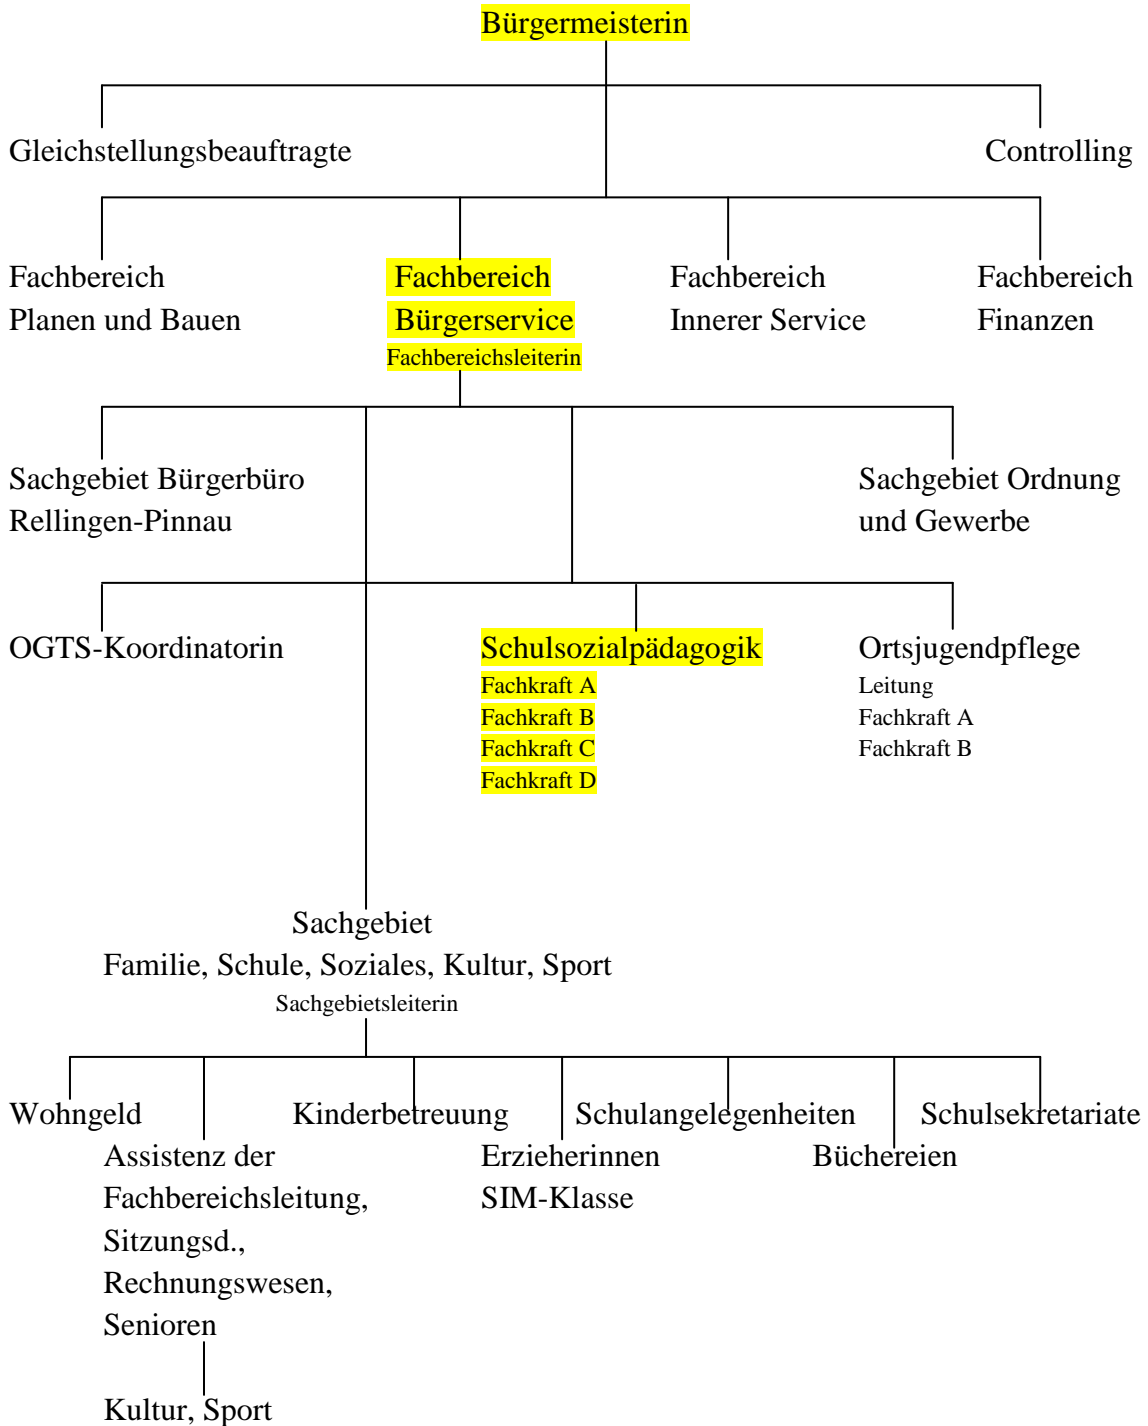 Bürgermeisterin
Gleichstellungsbeauftragte
Controlling
Fachbereich
Planen und Bauen
Fachbereich
Bürgerservice
Fachbereichsleiterin
Fachbereich
Innerer Service
Fachbereich
Finanzen
Sachgebiet Bürgerbüro
Rellingen-Pinnau
Sachgebiet Ordnung
und Gewerbe
OGTS-Koordinatorin
Schulsozialpädagogik
Fachkraft A
Fachkraft B
Fachkraft C
Fachkraft D
Ortsjugendpflege
Leitung
Fachkraft A
Fachkraft B
Sachgebiet
Familie, Schule, Soziales, Kultur, Sport
Sachgebietsleiterin
Wohngeld
Assistenz der
Fachbereichsleitung,
Sitzungsd.,
Rechnungswesen,
Senioren
Kultur, Sport
Kinderbetreuung
Erzieherinnen
SIM-Klasse
Schulangelegenheiten
Büchereien
Schulsekretariate